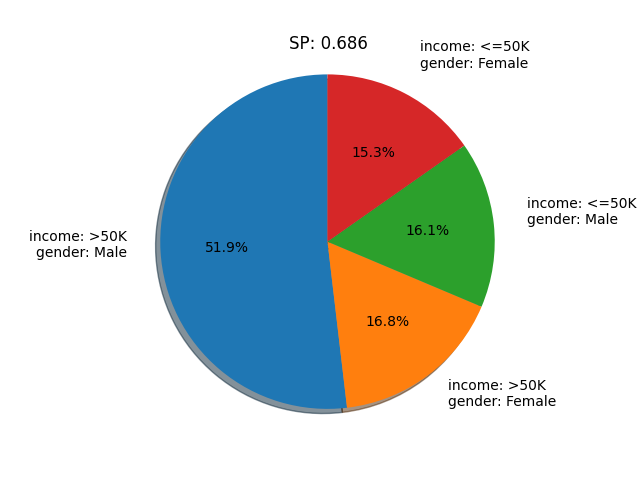 SP: 0.686
income: <=50K
gender: Female
15.3%
income: <=50K
gender: Male
16.1%
income: >50K
gender: Male
51.9%
16.8%
income: >50K
gender: Female